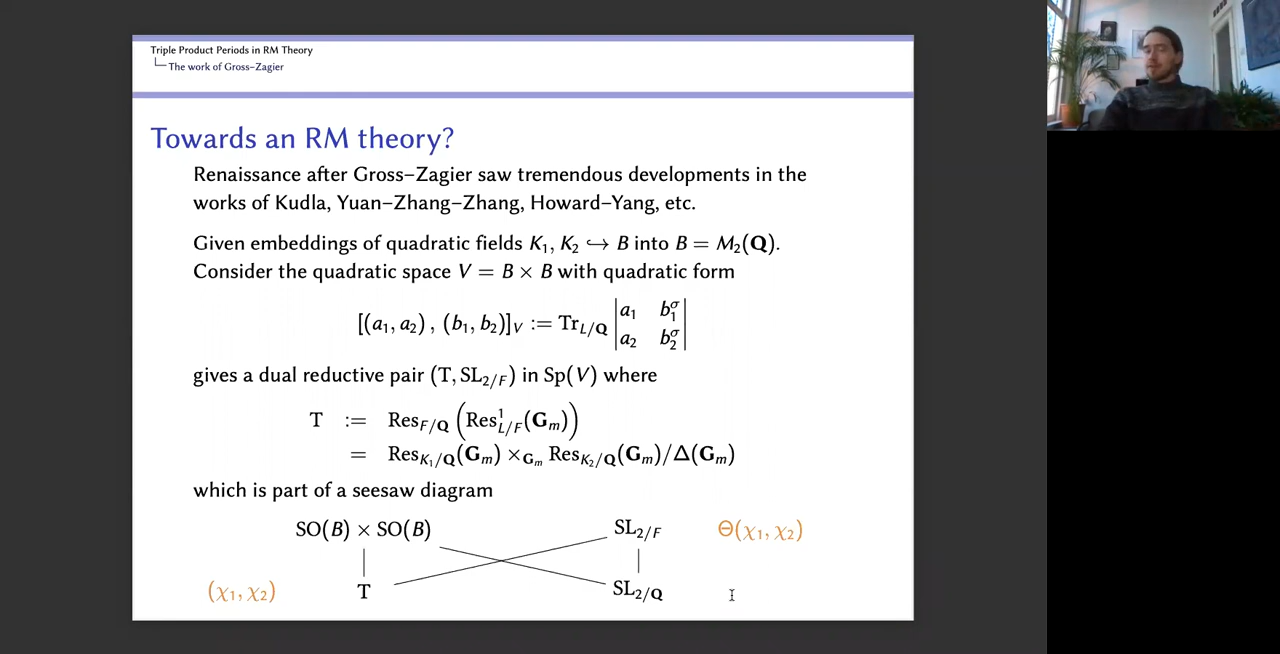 Triple Product Periods in RM Theory
The work of Gross–Zagier
Towards an RM theory?
Renaissance after Gross–Zagier saw tremendous developments in the
works of Kudla, Yuan–Zhang–Zhang, Howard–Yang, etc.
Given embeddings of quadratic fields K₁, K₂ ↪ B into B = M₂(Q).
Consider the quadratic space V = B × B with quadratic form
[(a₁, a₂) , (b₁, b₂)]_V := Tr_{L/Q} | a₁ b₁^σ |
| a₂ b₂^σ |
gives a dual reductive pair (T, SL_{2/F}) in Sp(V) where
T := Res_{F/Q} (Res¹_{L/F}(G_m))
= Res_{K₁/Q}(G_m) ×_{G_m} Res_{K₂/Q}(G_m)/Δ(G_m)
which is part of a seesaw diagram
SO(B) × SO(B) SL_{2/F} Θ(χ₁, χ₂)
(χ₁, χ₂) T SL_{2/Q}